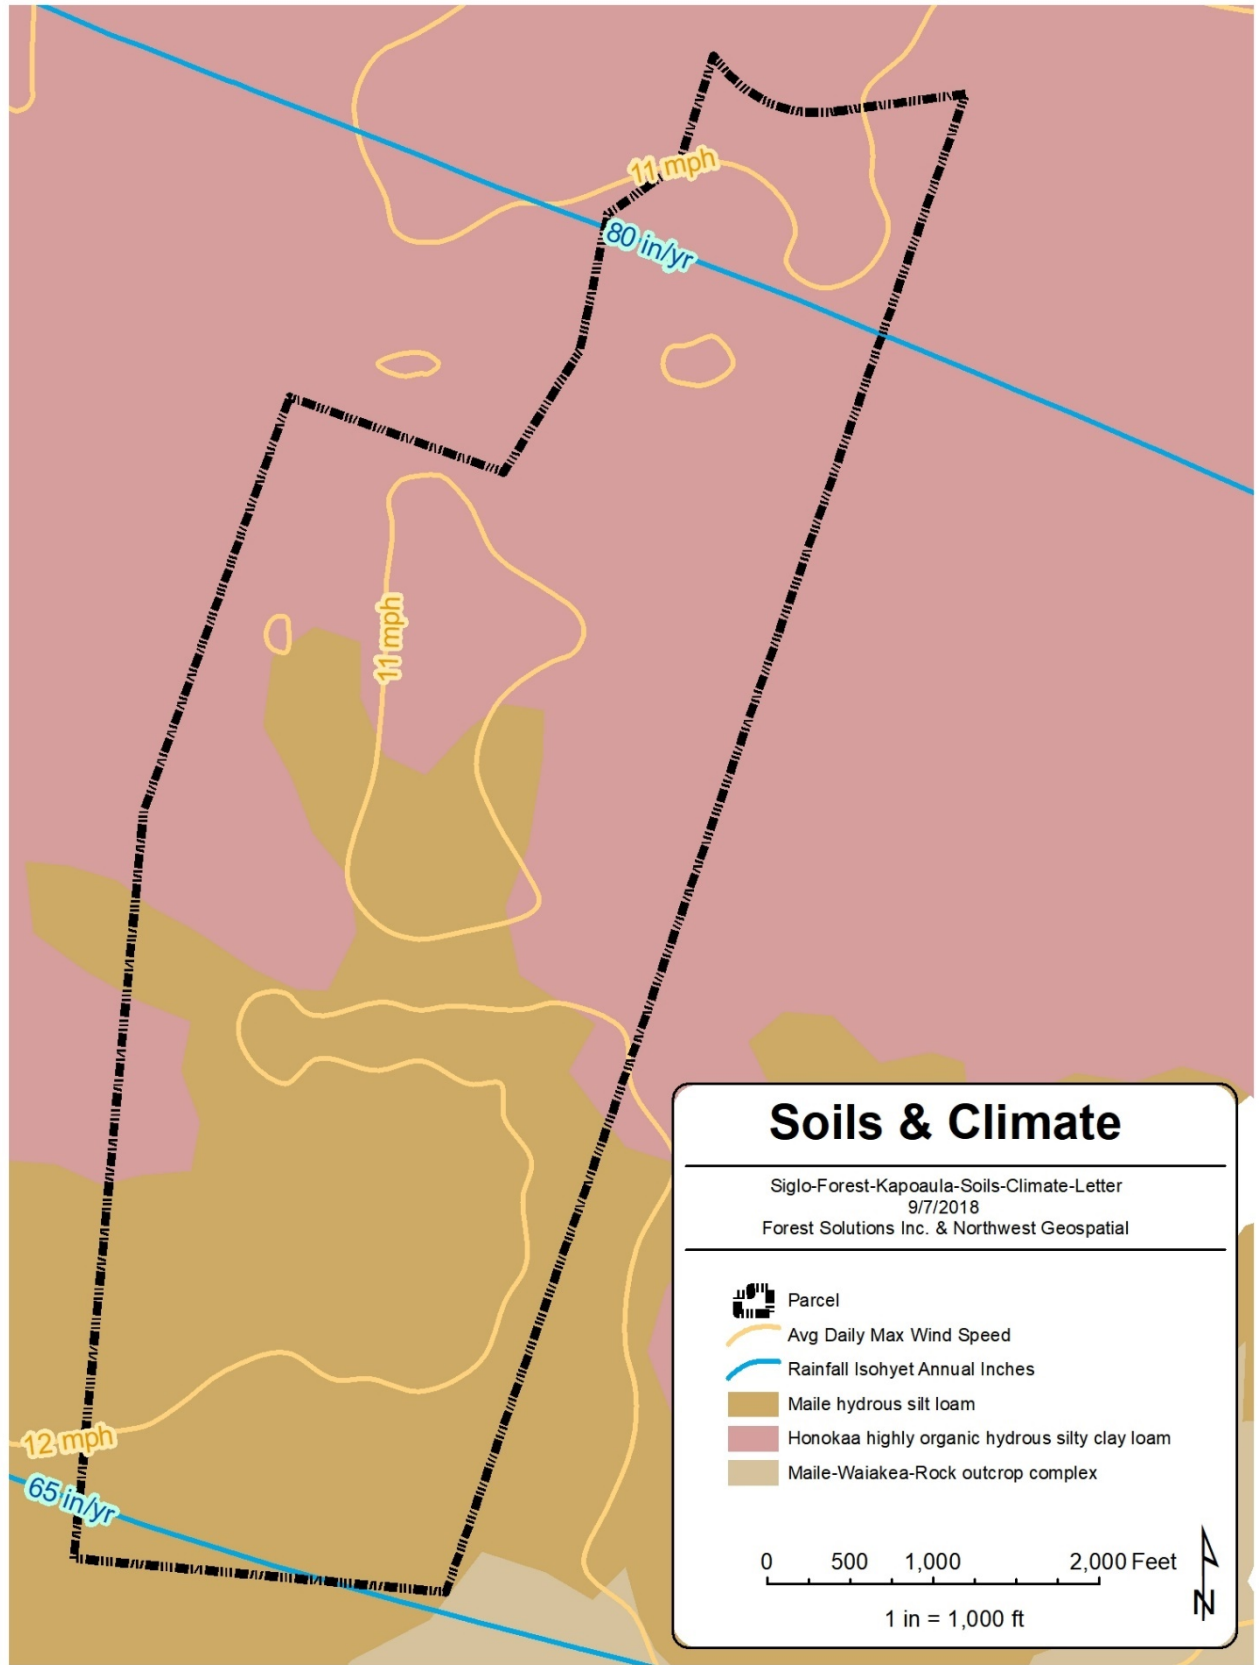 11 mph
80 in/yr
11 mph
12 mph
65 in/yr
Soils & Climate
Siglo-Forest-Kapoaula-Soils-Climate-Letter
9/7/2018
Forest Solutions Inc. & Northwest Geospatial
Parcel
Avg Daily Max Wind Speed
Rainfall Isohyet Annual Inches
Maile hydrous silt loam
Honokaa highly organic hydrous silty clay loam
Maile-Waiakea-Rock outcrop complex
0 500 1,000 2,000 Feet
1 in = 1,000 ft
N